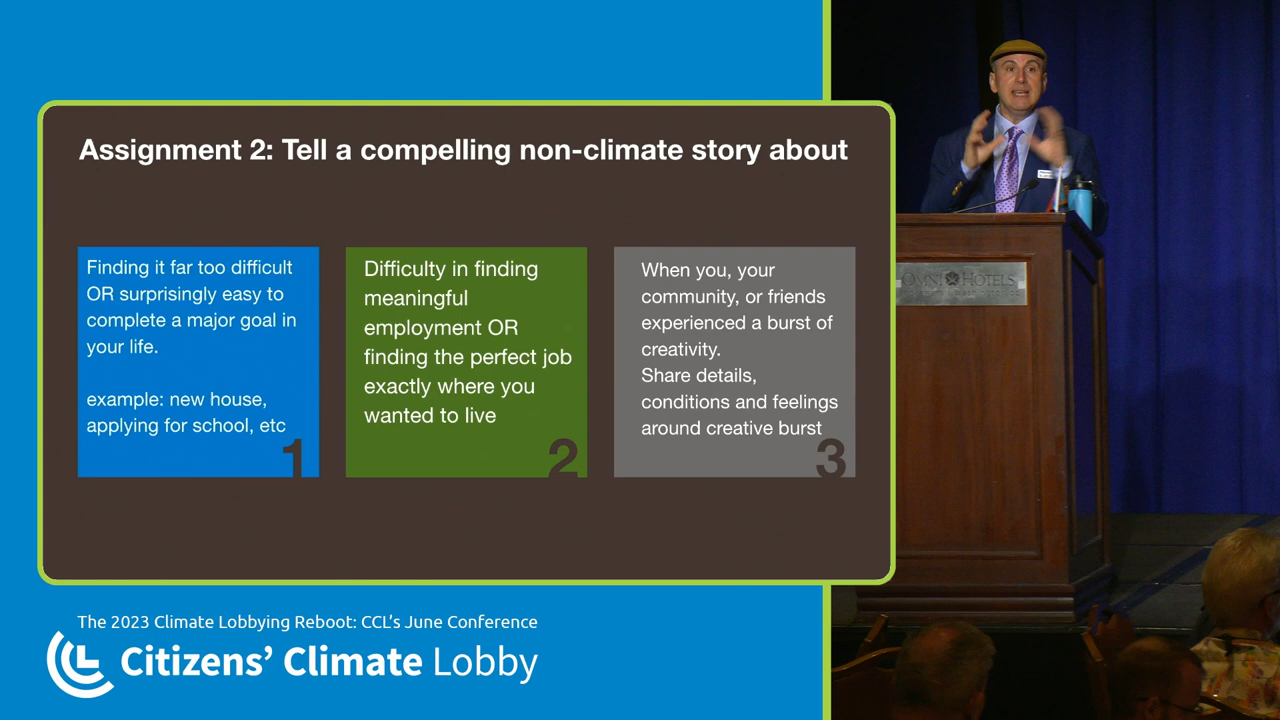 Assignment 2: Tell a compelling non-climate story about
Finding it far too difficult
OR surprisingly easy to
complete a major goal in
your life.
example: new house,
applying for school, etc
1
Difficulty in finding
meaningful
employment OR
finding the perfect job
exactly where you
wanted to live
2
When you, your
community, or friends
experienced a burst of
creativity.
Share details,
conditions and feelings
around creative burst
3
OMNI HOTELS
The 2023 Climate Lobbying Reboot: CCL's June Conference
Citizens' Climate Lobby